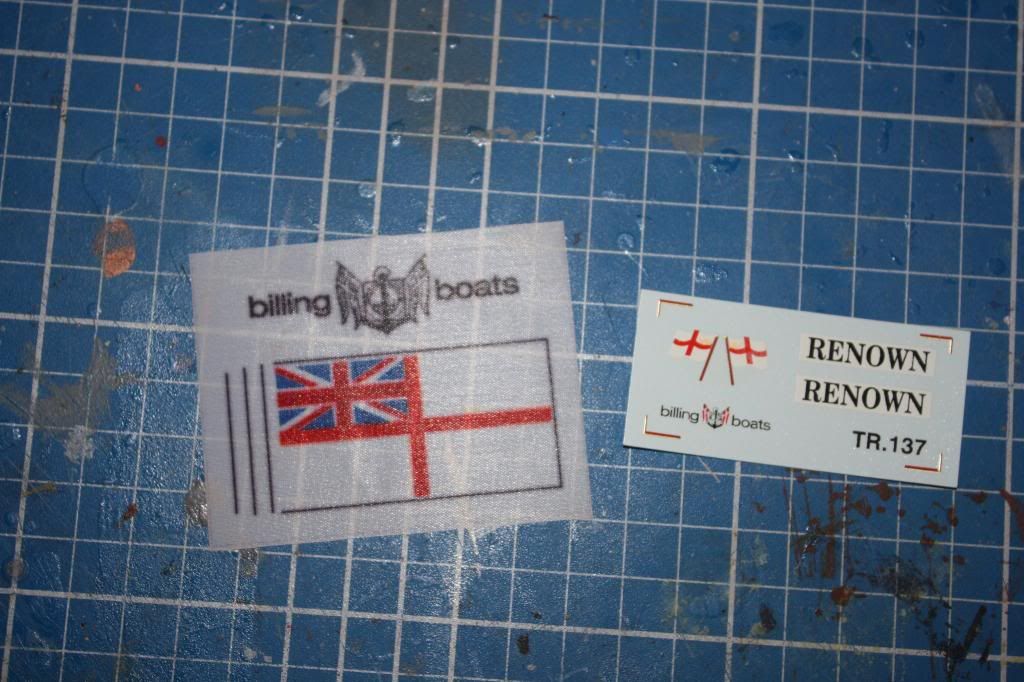 billing boats
RENOWN
RENOWN
billing boats
TR.137